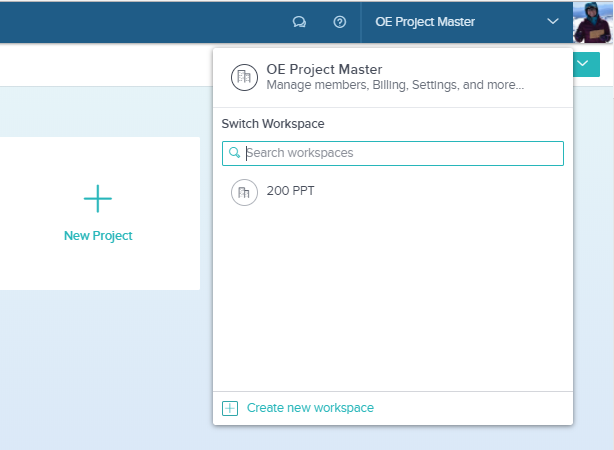 OE Project Master
OE Project Master
Manage members, Billing, Settings, and more...
Switch Workspace
Search workspaces
200 PPT
New Project
Create new workspace